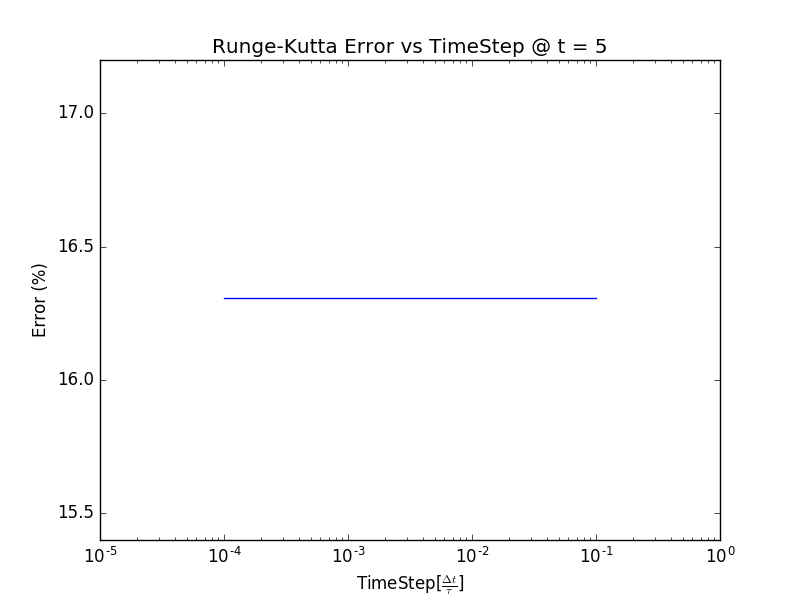 Runge-Kutta Error vs TimeStep @ t = 5
17.0
16.5
16.0
15.5
Error (%)
10^-5 10^-4 10^-3 10^-2 10^-1 10^0
TimeStep[Δt/τ]